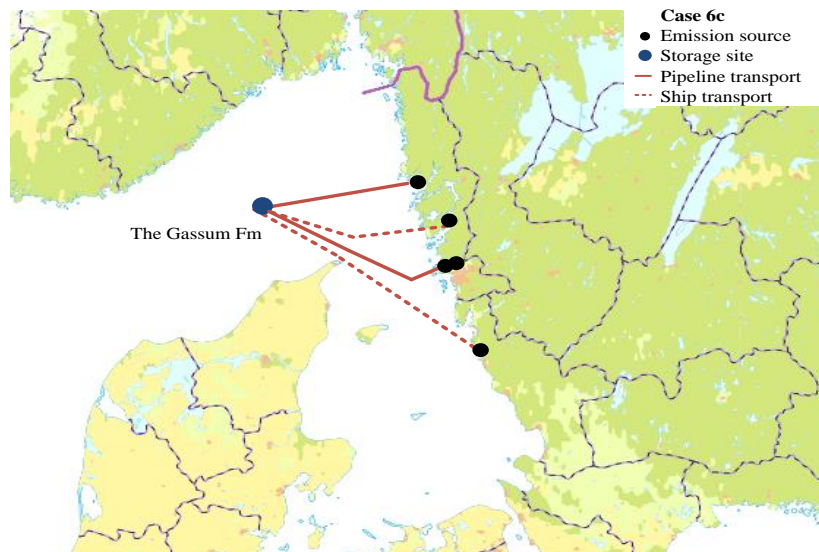 Case 6c
Emission source
Storage site
Pipeline transport
Ship transport
The Gassum Fm